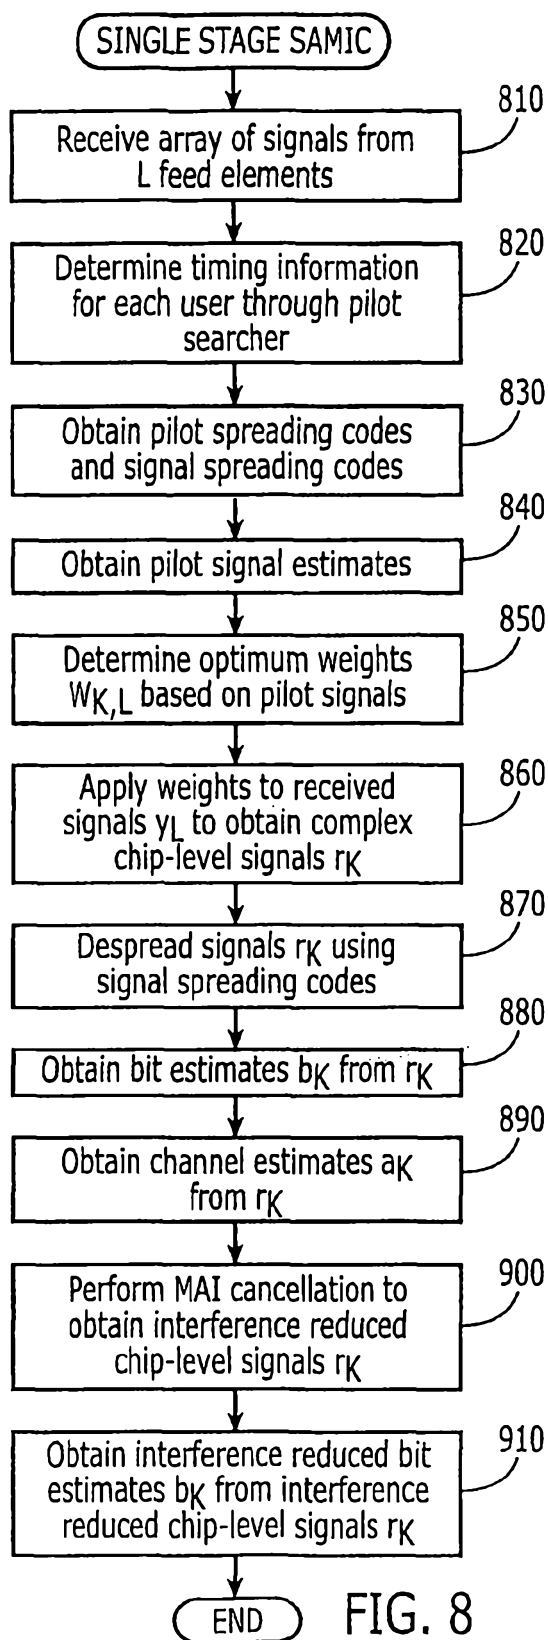 SINGLE STAGE SAMIC
810
Receive array of signals from
L feed elements
820
Determine timing information
for each user through pilot
searcher
830
Obtain pilot spreading codes
and signal spreading codes
840
Obtain pilot signal estimates
850
Determine optimum weights
WK,L based on pilot signals
860
Apply weights to received
signals yL to obtain complex
chip-level signals rK
870
Despread signals rK using
signal spreading codes
880
Obtain bit estimates bK from rK
890
Obtain channel estimates aK
from rK
900
Perform MAI cancellation to
obtain interference reduced
chip-level signals rK
910
Obtain interference reduced bit
estimates bK from interference
reduced chip-level signals rK
END
FIG. 8